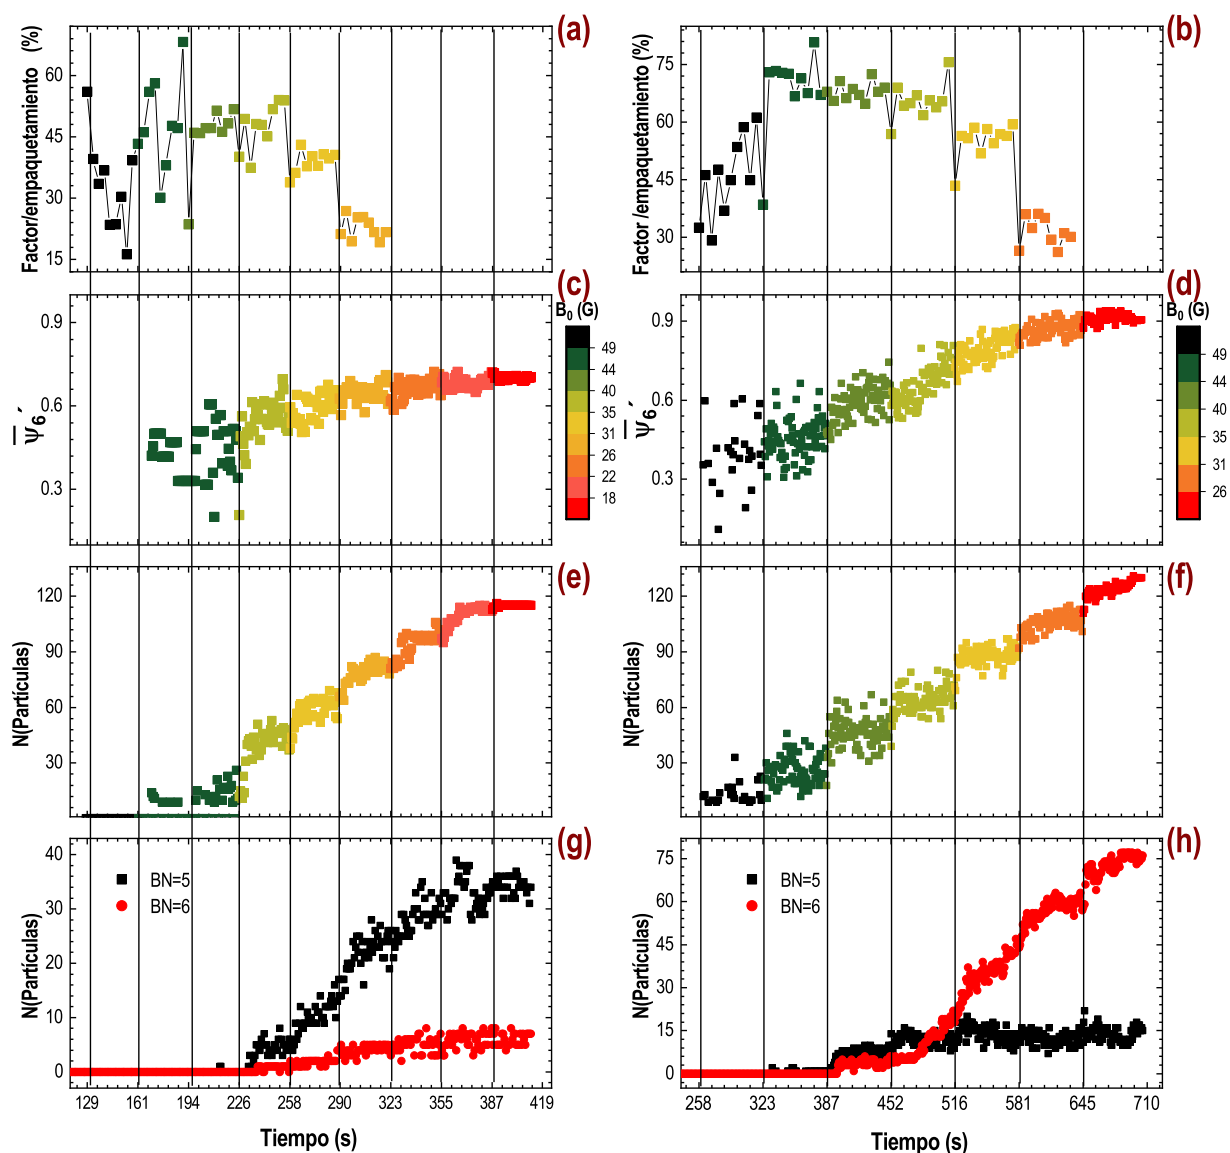 (a)
Factor/empaquetamiento (%)
60
45
30
15
(b)
Factor /empaquetamiento (%)
75
60
45
30
(c)
ψ̄6´
0.9
0.6
0.3
B0 (G)
49
44
40
35
31
26
22
18
(d)
ψ̄6´
0.9
0.6
0.3
B0 (G)
49
44
40
35
31
26
(e)
N(Partículas)
120
90
60
30
(f)
N(Partículas)
120
90
60
30
(g)
N(Partículas)
40
30
20
10
0
BN=5
BN=6
129 161 194 226 258 290 323 355 387 419
Tiempo (s)
(h)
N(Partículas)
75
60
45
30
15
0
BN=5
BN=6
258 323 387 452 516 581 645 710
Tiempo (s)